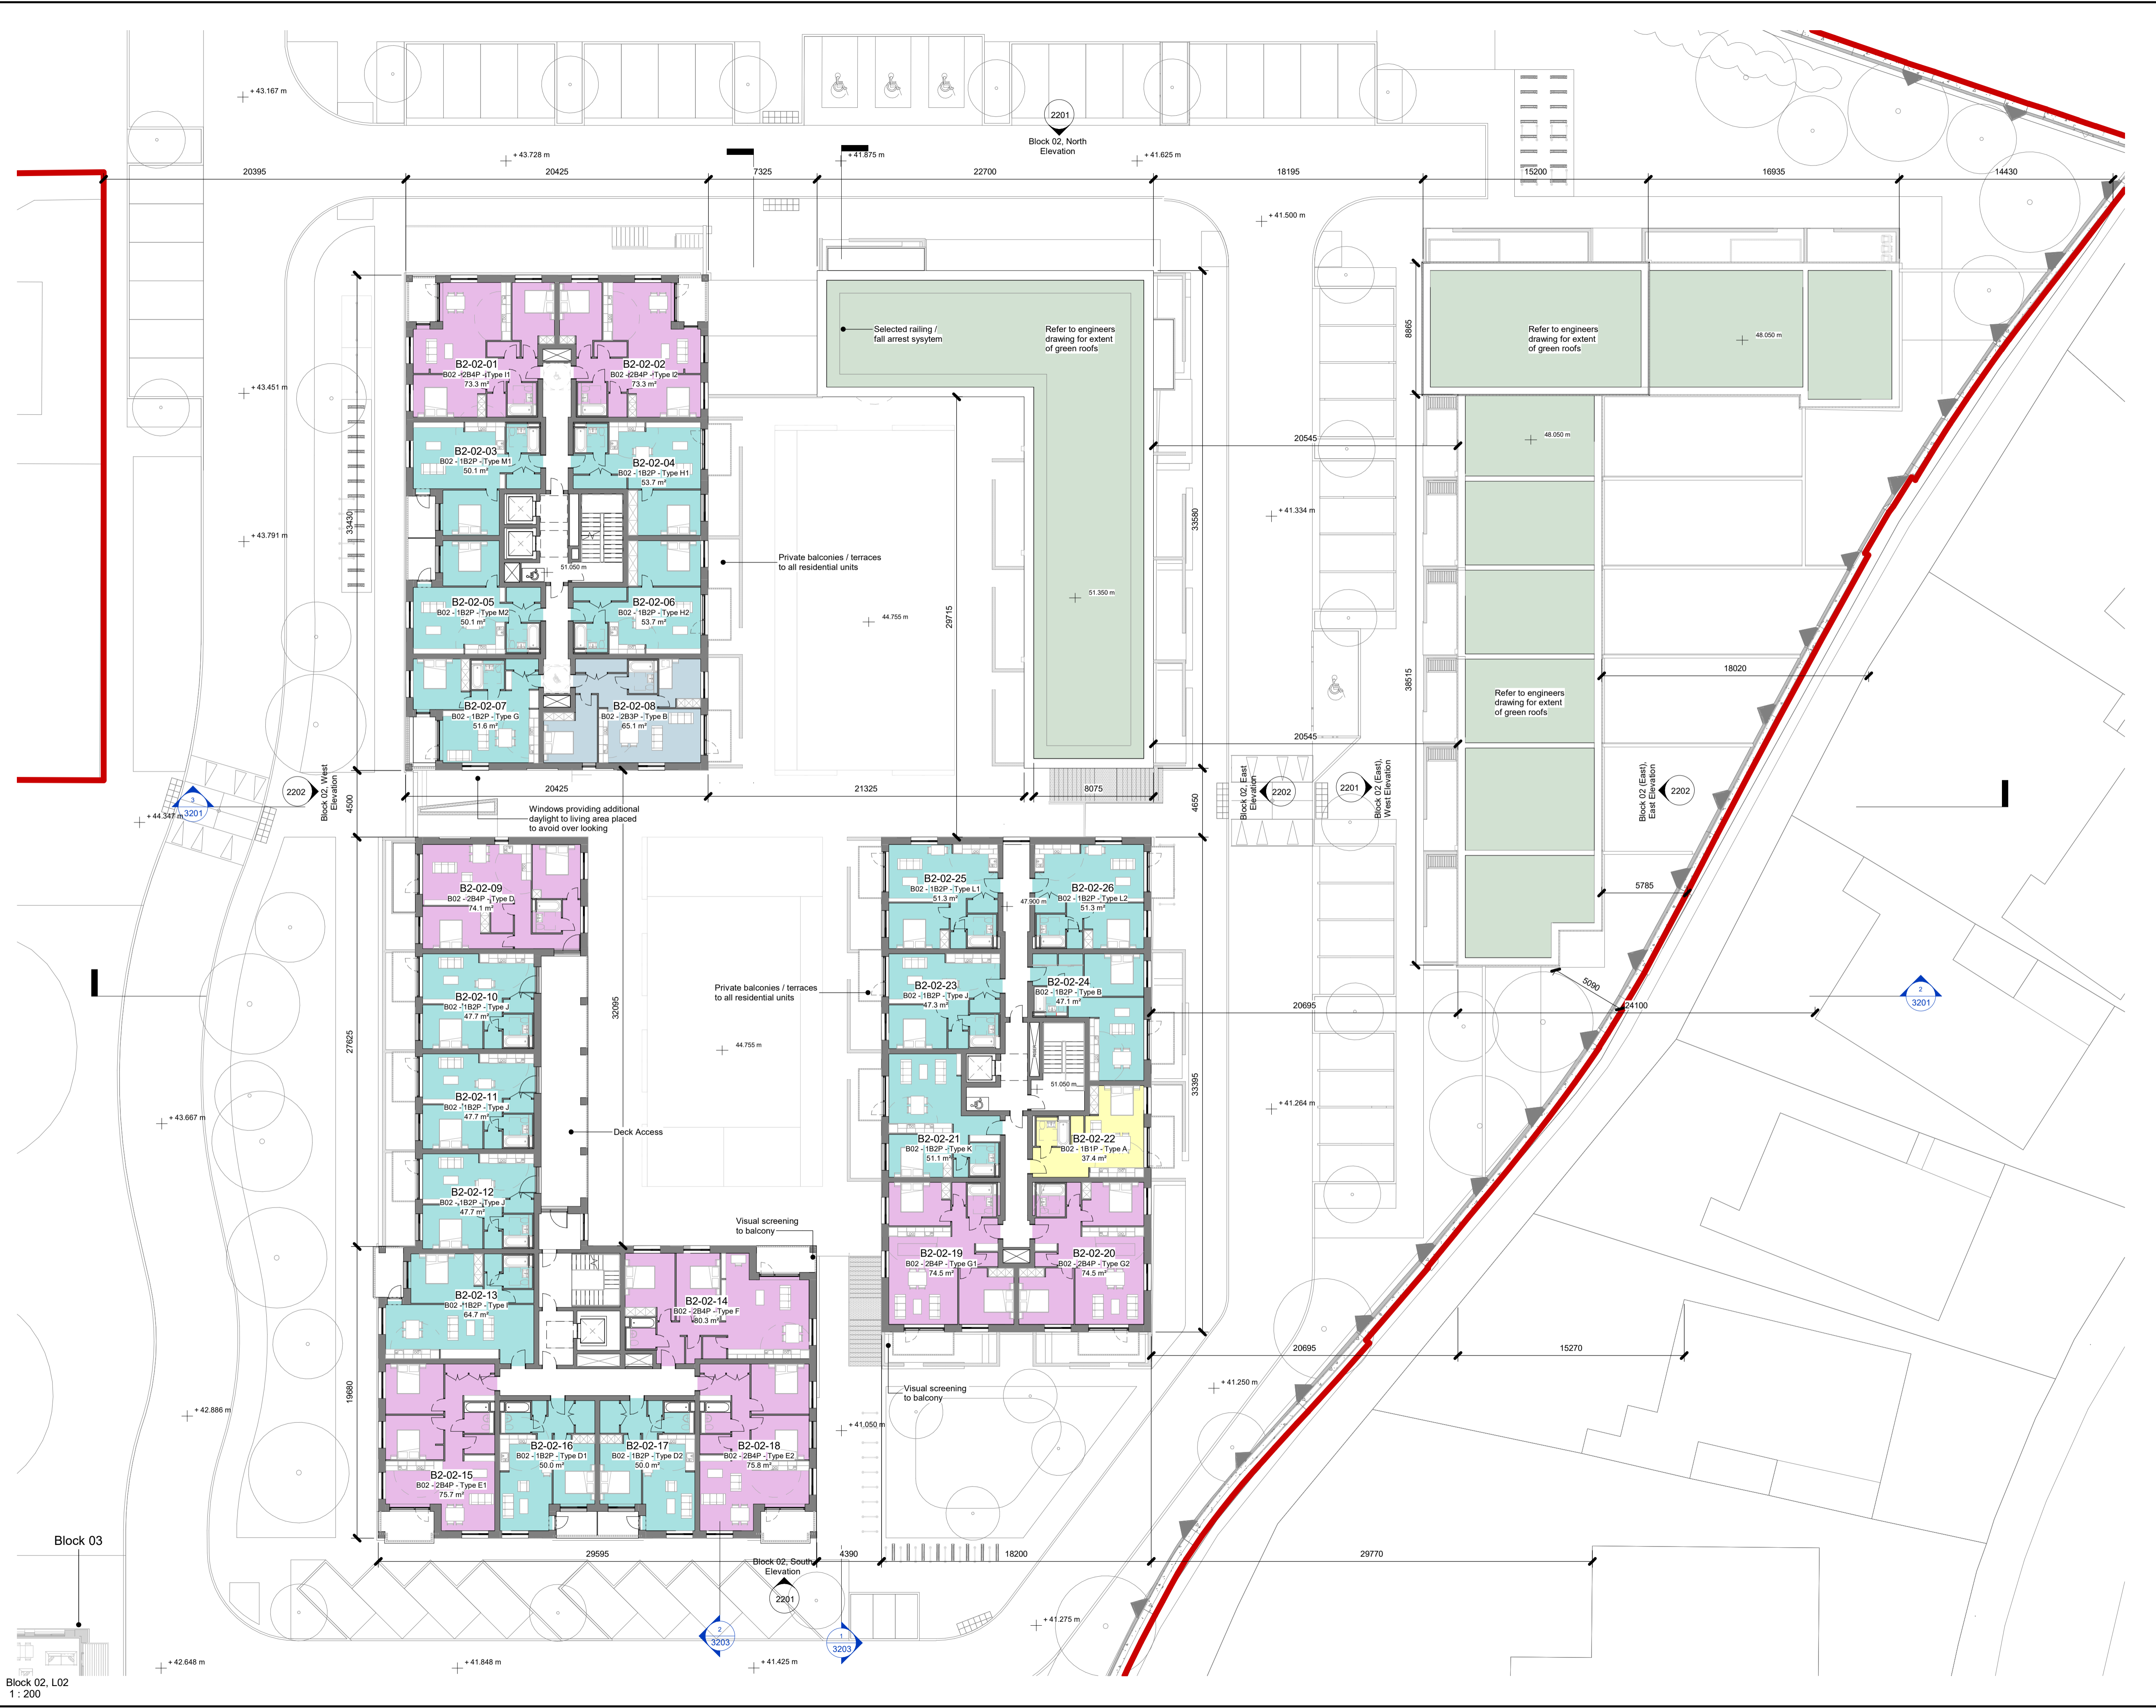 + 43.167 m
2201
Block 02, North
Elevation
+ 43.728 m
+ 41.875 m
+ 41.625 m
20395
20425
7325
22700
18195
15200
16935
14430
+ 41.500 m
Selected railing /
fall arrest sysytem
Refer to engineers
drawing for extent
of green roofs
Refer to engineers
drawing for extent
of green roofs
48.050 m
8865
B2-02-01
B02 - 2B4P - Type I1
73.3 m²
B2-02-02
B02 - 2B4P - Type I2
73.3 m²
+ 43.451 m
B2-02-03
B02 - 1B2P - Type M1
50.1 m²
B2-02-04
B02 - 1B2P - Type H1
53.7 m²
20545
48.050 m
33430
33580
+ 43.791 m
+ 41.334 m
51.050 m
Private balconies / terraces
to all residential units
B2-02-05
B02 - 1B2P - Type M2
50.1 m²
B2-02-06
B02 - 1B2P - Type H2
53.7 m²
44.755 m
29715
51.350 m
38515
18020
Refer to engineers
drawing for extent
of green roofs
B2-02-07
B02 - 1B2P - Type G
51.6 m²
B2-02-08
B02 - 2B3P - Type B
65.1 m²
20545
2202
Block 02, West
Elevation
4500
20425
21325
8075
4650
Block 02, East
Elevation
2202
2201
Block 02 (East),
West Elevation
Block 02 (East),
East Elevation
2202
3
3201
+ 44.347 m
Windows providing additional
daylight to living area placed
to avoid over looking
B2-02-09
B02 - 2B4P - Type D
74.1 m²
B2-02-25
B02 - 1B2P - Type L1
51.3 m²
47.900 m
B2-02-26
B02 - 1B2P - Type L2
51.3 m²
5785
B2-02-10
B02 - 1B2P - Type J
47.7 m²
Private balconies / terraces
to all residential units
B2-02-23
B02 - 1B2P - Type J
47.3 m²
B2-02-24
B02 - 1B2P - Type B
47.1 m²
5090
20695
24100
2
3201
32095
27625
44.755 m
33395
B2-02-11
B02 - 1B2P - Type J
47.7 m²
51.050 m
+ 43.667 m
+ 41.264 m
Deck Access
B2-02-21
B02 - 1B2P - Type K
51.1 m²
B2-02-22
B02 - 1B1P - Type A
37.4 m²
B2-02-12
B02 - 1B2P - Type J
47.7 m²
Visual screening
to balcony
B2-02-19
B02 - 2B4P - Type G1
74.5 m²
B2-02-20
B02 - 2B4P - Type G2
74.5 m²
B2-02-13
B02 - 1B2P - Type I
64.7 m²
B2-02-14
B02 - 2B4P - Type F
80.3 m²
20695
15270
Visual screening
to balcony
+ 41.250 m
19680
+ 42.886 m
+ 41.050 m
B2-02-15
B02 - 2B4P - Type E1
75.7 m²
B2-02-16
B02 - 1B2P - Type D1
50.0 m²
B2-02-17
B02 - 1B2P - Type D2
50.0 m²
B2-02-18
B02 - 2B4P - Type E2
75.8 m²
Block 03
29595
4390
18200
29770
Block 02, South
Elevation
2201
+ 41.275 m
2
3203
1
3203
+ 42.648 m
+ 41.848 m
+ 41.425 m
Block 02, L02
1 : 200